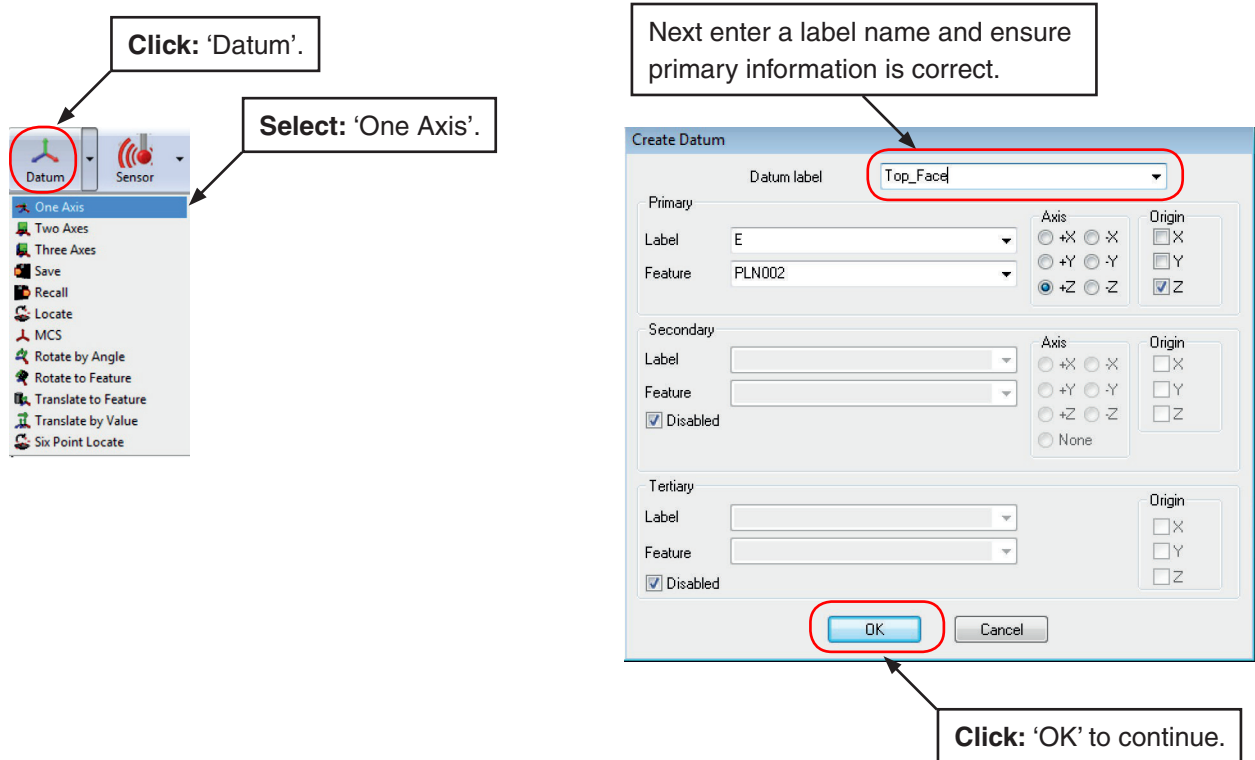 Click: ‘Datum’.
Select: ‘One Axis’.
Datum
Sensor
One Axis
Two Axes
Three Axes
Save
Recall
Locate
MCS
Rotate by Angle
Rotate to Feature
Translate to Feature
Translate by Value
Six Point Locate
Next enter a label name and ensure
primary information is correct.
Create Datum
Datum label Top_Face
Primary
Axis Origin
Label E +X -X X
Feature PLN002 +Y -Y Y
+Z -Z Z
Secondary
Axis Origin
Label +X -X X
Feature +Y -Y Y
Disabled +Z -Z Z
None
Tertiary
Origin
Label X
Feature Y
Disabled Z
OK Cancel
Click: ‘OK’ to continue.